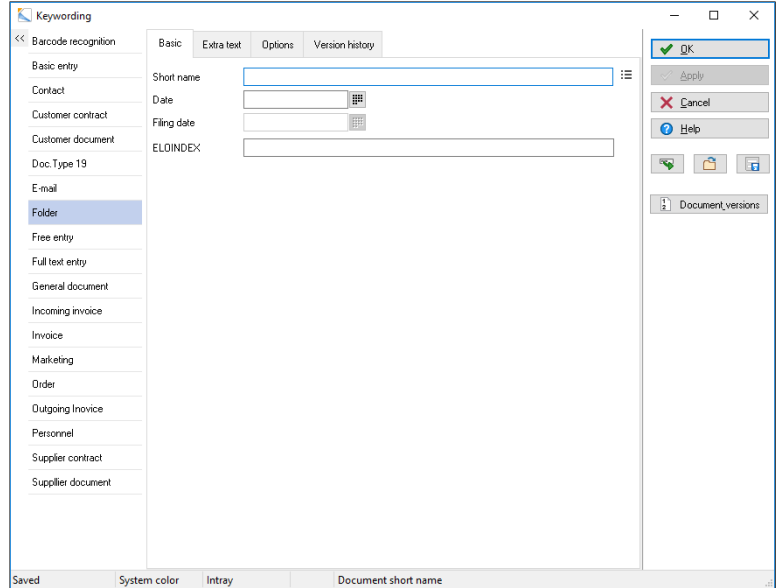 Keywording
<<
Barcode recognition
Basic entry
Contact
Customer contract
Customer document
Doc.Type 19
E-mail
Folder
Free entry
Full text entry
General document
Incoming invoice
Invoice
Marketing
Order
Outgoing Inovice
Personnel
Supplier contract
Suppllier document
Basic Extra text Options Version history
Short name
Date
Filing date
ELOINDEX
OK
Apply
Cancel
Help
Document_versions
Saved System color Intray Document short name